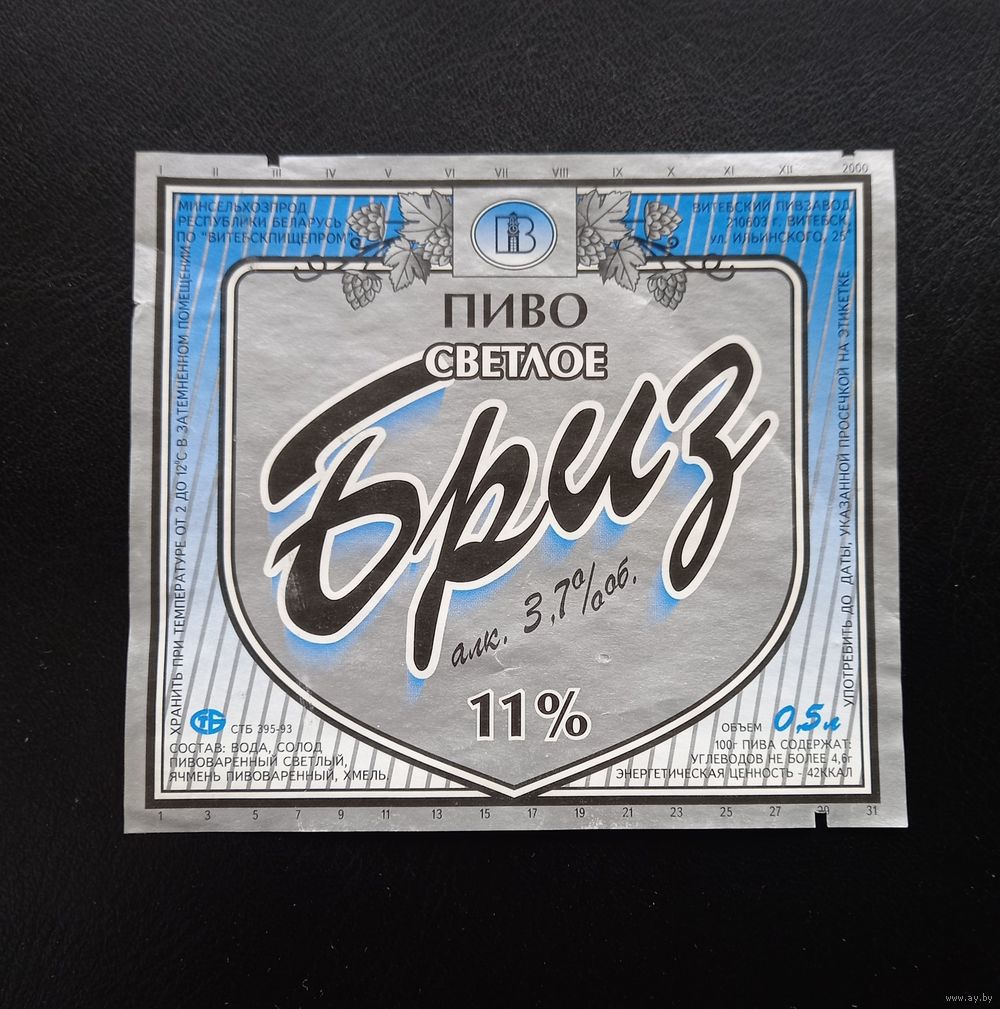 I II III IV V VI VII VIII IX X XI XII 2000
МИНСЕЛЬХОЗПРОД
РЕСПУБЛИКИ БЕЛАРУСЬ
ПО "ВИТЕБСКПИЩЕПРОМ"
ВИТЕБСКИЙ ПИВЗАВОД
210603 г. ВИТЕБСК,
ул. ИЛЬИНСКОГО, 25
ПВ
ПИВО
СВЕТЛОЕ
Бриз
алк. 3,7% об.
11%
ХРАНИТЬ ПРИ ТЕМПЕРАТУРЕ ОТ 2 ДО 12°С В ЗАТЕМНЕННОМ ПОМЕЩЕНИИ
УПОТРЕБИТЬ ДО ДАТЫ, УКАЗАННОЙ ПРОСЕЧКОЙ НА ЭТИКЕТКЕ
СТБ 395-93
СОСТАВ: ВОДА, СОЛОД
ПИВОВАРЕННЫЙ СВЕТЛЫЙ,
ЯЧМЕНЬ ПИВОВАРЕННЫЙ, ХМЕЛЬ.
ОБЪЕМ 0,5л
100г ПИВА СОДЕРЖАТ:
УГЛЕВОДОВ НЕ БОЛЕЕ 4,6г
ЭНЕРГЕТИЧЕСКАЯ ЦЕННОСТЬ - 42ККАЛ
1 3 5 7 9 11 13 15 17 19 21 23 25 27 29 31
www.ay.by